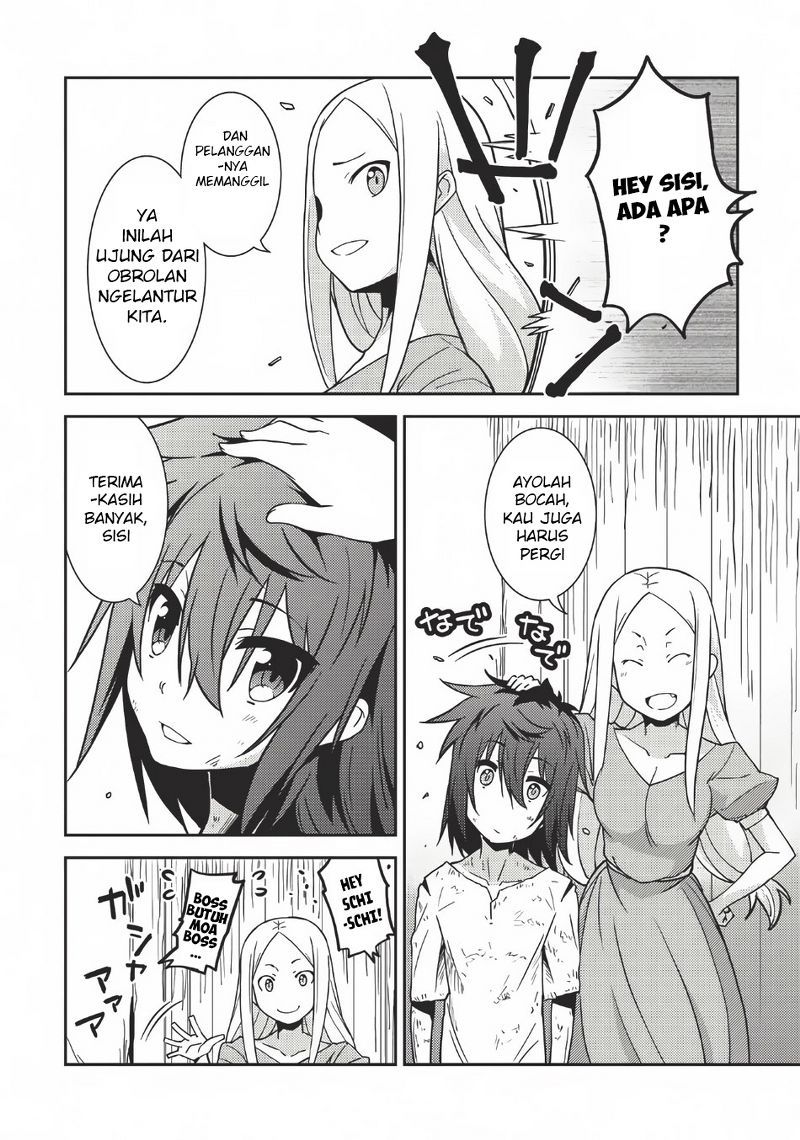 HEY SISI,
ADA APA
?
DAN
PELANGGAN
-NYA
MEMANGGIL
YA
INILAH
UJUNG DARI
OBROLAN
NGELANTUR
KITA.
AYOLAH
BOCAH,
KAU JUGA
HARUS
PERGI
なで
なで
TERIMA
-KASIH
BANYAK,
SISI
HEY
SCHI
-SCHI!
BOSS
BUTUH
MOA
BOSS
...
ガシャ
アアア